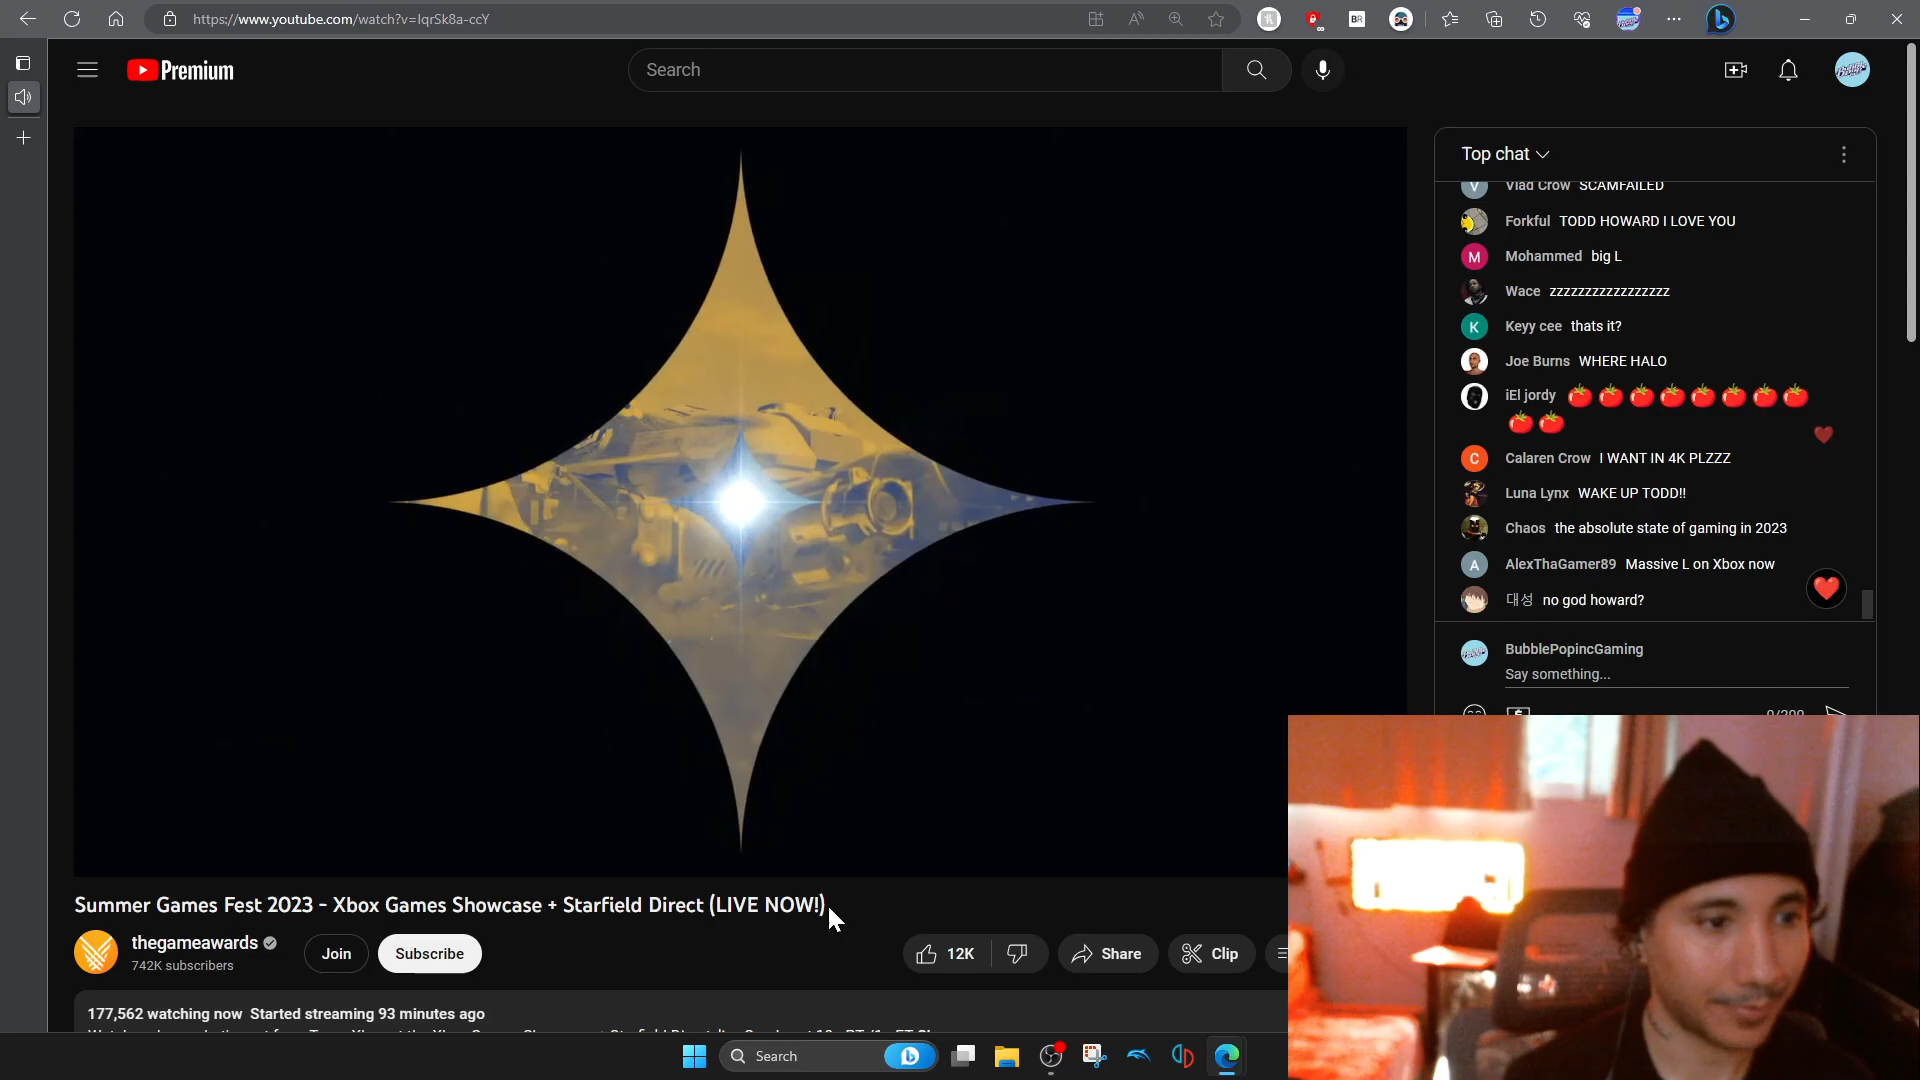 https://www.youtube.com/watch?v=IqrSk8a-ccY
Premium
Search
Top chat
Vlad Crow SCAMFAILED
Forkful TODD HOWARD I LOVE YOU
M Mohammed big L
Wace zzzzzzzzzzzzzzzzz
K Keyy cee thats it?
Joe Burns WHERE HALO
iEl jordy
C Calaren Crow I WANT IN 4K PLZZZ
Luna Lynx WAKE UP TODD!!
Chaos the absolute state of gaming in 2023
A AlexThaGamer89 Massive L on Xbox now
대성 no god howard?
BubblePopincGaming
Say something...
0/200
Summer Games Fest 2023 - Xbox Games Showcase + Starfield Direct (LIVE NOW!)
thegameawards
742K subscribers
Join
Subscribe
12K
Share
Clip
177,562 watching now Started streaming 93 minutes ago
Search